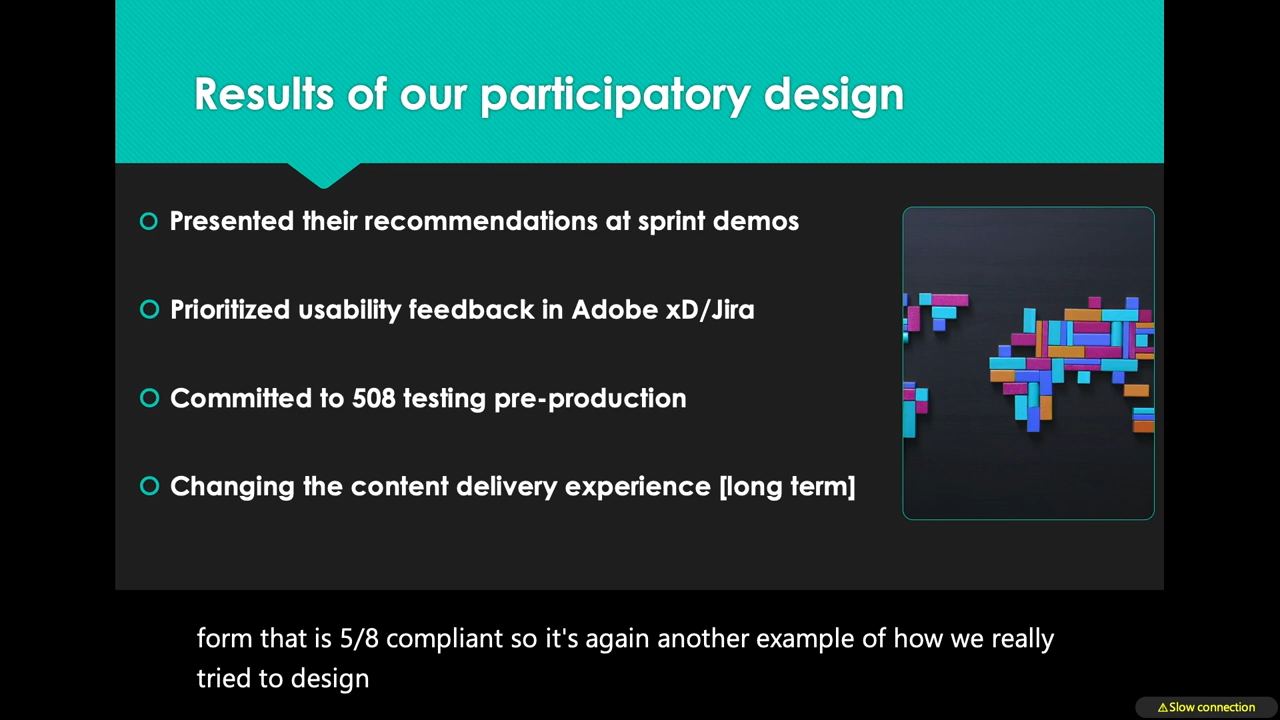 Results of our participatory design
Presented their recommendations at sprint demos
Prioritized usability feedback in Adobe xD/Jira
Committed to 508 testing pre-production
Changing the content delivery experience [long term]
form that is 5/8 compliant so it's again another example of how we really
tried to design
⚠Slow connection